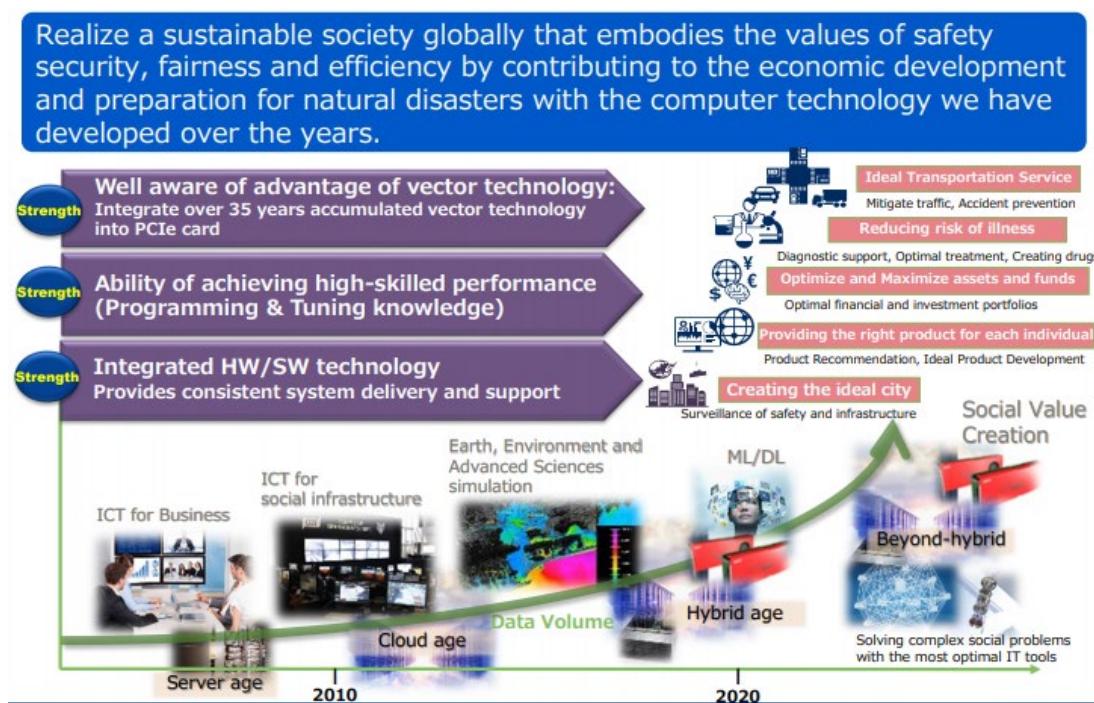 Realize a sustainable society globally that embodies the values of safety
security, fairness and efficiency by contributing to the economic development
and preparation for natural disasters with the computer technology we have
developed over the years.
Strength
Well aware of advantage of vector technology:
Integrate over 35 years accumulated vector technology
into PCIe card
Strength
Ability of achieving high-skilled performance
(Programming & Tuning knowledge)
Strength
Integrated HW/SW technology
Provides consistent system delivery and support
Ideal Transportation Service
Mitigate traffic, Accident prevention
Reducing risk of illness
Diagnostic support, Optimal treatment, Creating drugs
¥
€
$
Optimize and Maximize assets and funds
Optimal financial and investment portfolios
Providing the right product for each individual
Product Recommendation, Ideal Product Development
Creating the ideal city
Surveillance of safety and infrastructure
ICT for Business
ICT for
social infrastructure
Earth, Environment and
Advanced Sciences
simulation
ML/DL
Social Value
Creation
Server age
Cloud age
Data Volume
Hybrid age
Beyond-hybrid
Solving complex social problems
with the most optimal IT tools
2010
2020